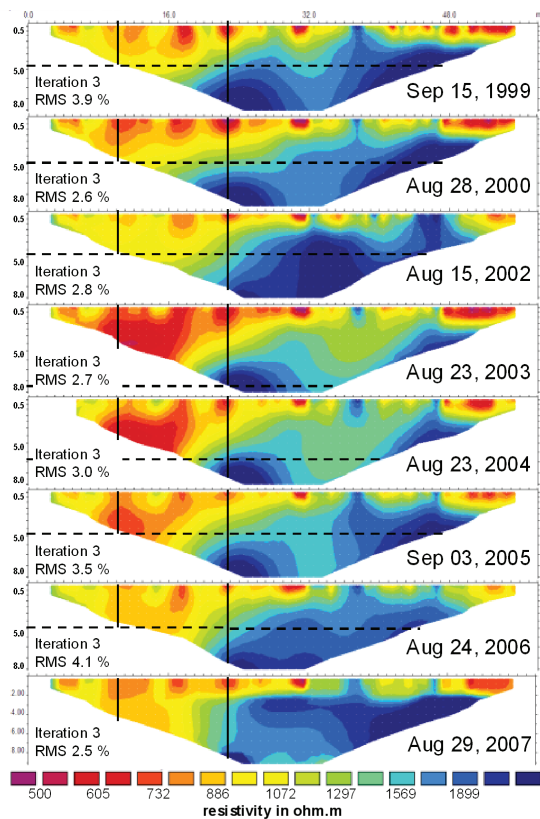 0.0 16.0 32.0 48.0
0.5
5.0
8.0
Iteration 3
RMS 3.9 %
Sep 15, 1999
0.5
5.0
8.0
Iteration 3
RMS 2.6 %
Aug 28, 2000
0.5
5.0
8.0
Iteration 3
RMS 2.8 %
Aug 15, 2002
0.5
5.0
8.0
Iteration 3
RMS 2.7 %
Aug 23, 2003
0.5
5.0
8.0
Iteration 3
RMS 3.0 %
Aug 23, 2004
0.5
5.0
8.0
Iteration 3
RMS 3.5 %
Sep 03, 2005
0.5
5.0
8.0
Iteration 3
RMS 4.1 %
Aug 24, 2006
2.00
4.00
6.00
8.00
Iteration 3
RMS 2.5 %
Aug 29, 2007
500 605 732 886 1072 1297 1569 1899
resistivity in ohm.m